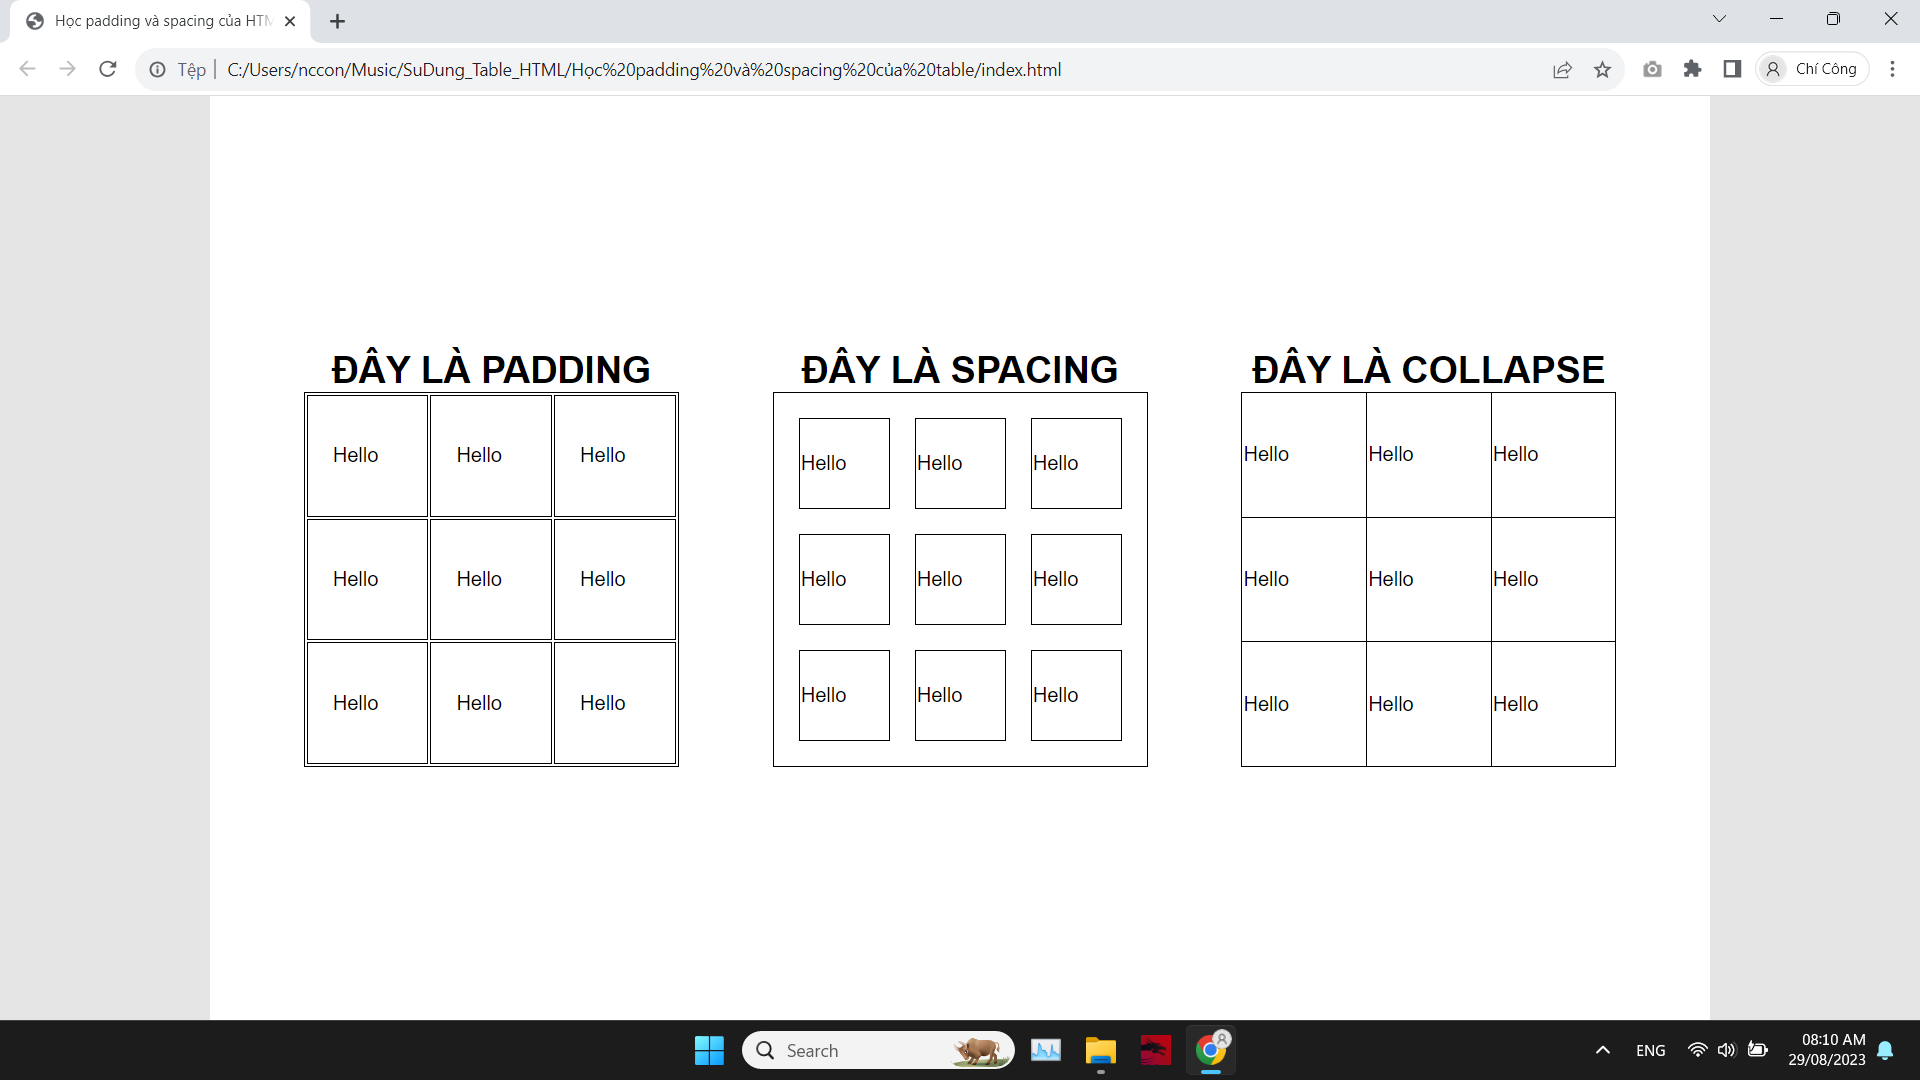 Học padding và spacing của HTM
Tệp
C:/Users/nccon/Music/SuDung_Table_HTML/Học%20padding%20và%20spacing%20của%20table/index.html
Chí Công
ĐÂY LÀ PADDING
Hello Hello Hello
Hello Hello Hello
Hello Hello Hello
ĐÂY LÀ SPACING
Hello Hello Hello
Hello Hello Hello
Hello Hello Hello
ĐÂY LÀ COLLAPSE
Hello Hello Hello
Hello Hello Hello
Hello Hello Hello
Search
ENG
08:10 AM
29/08/2023